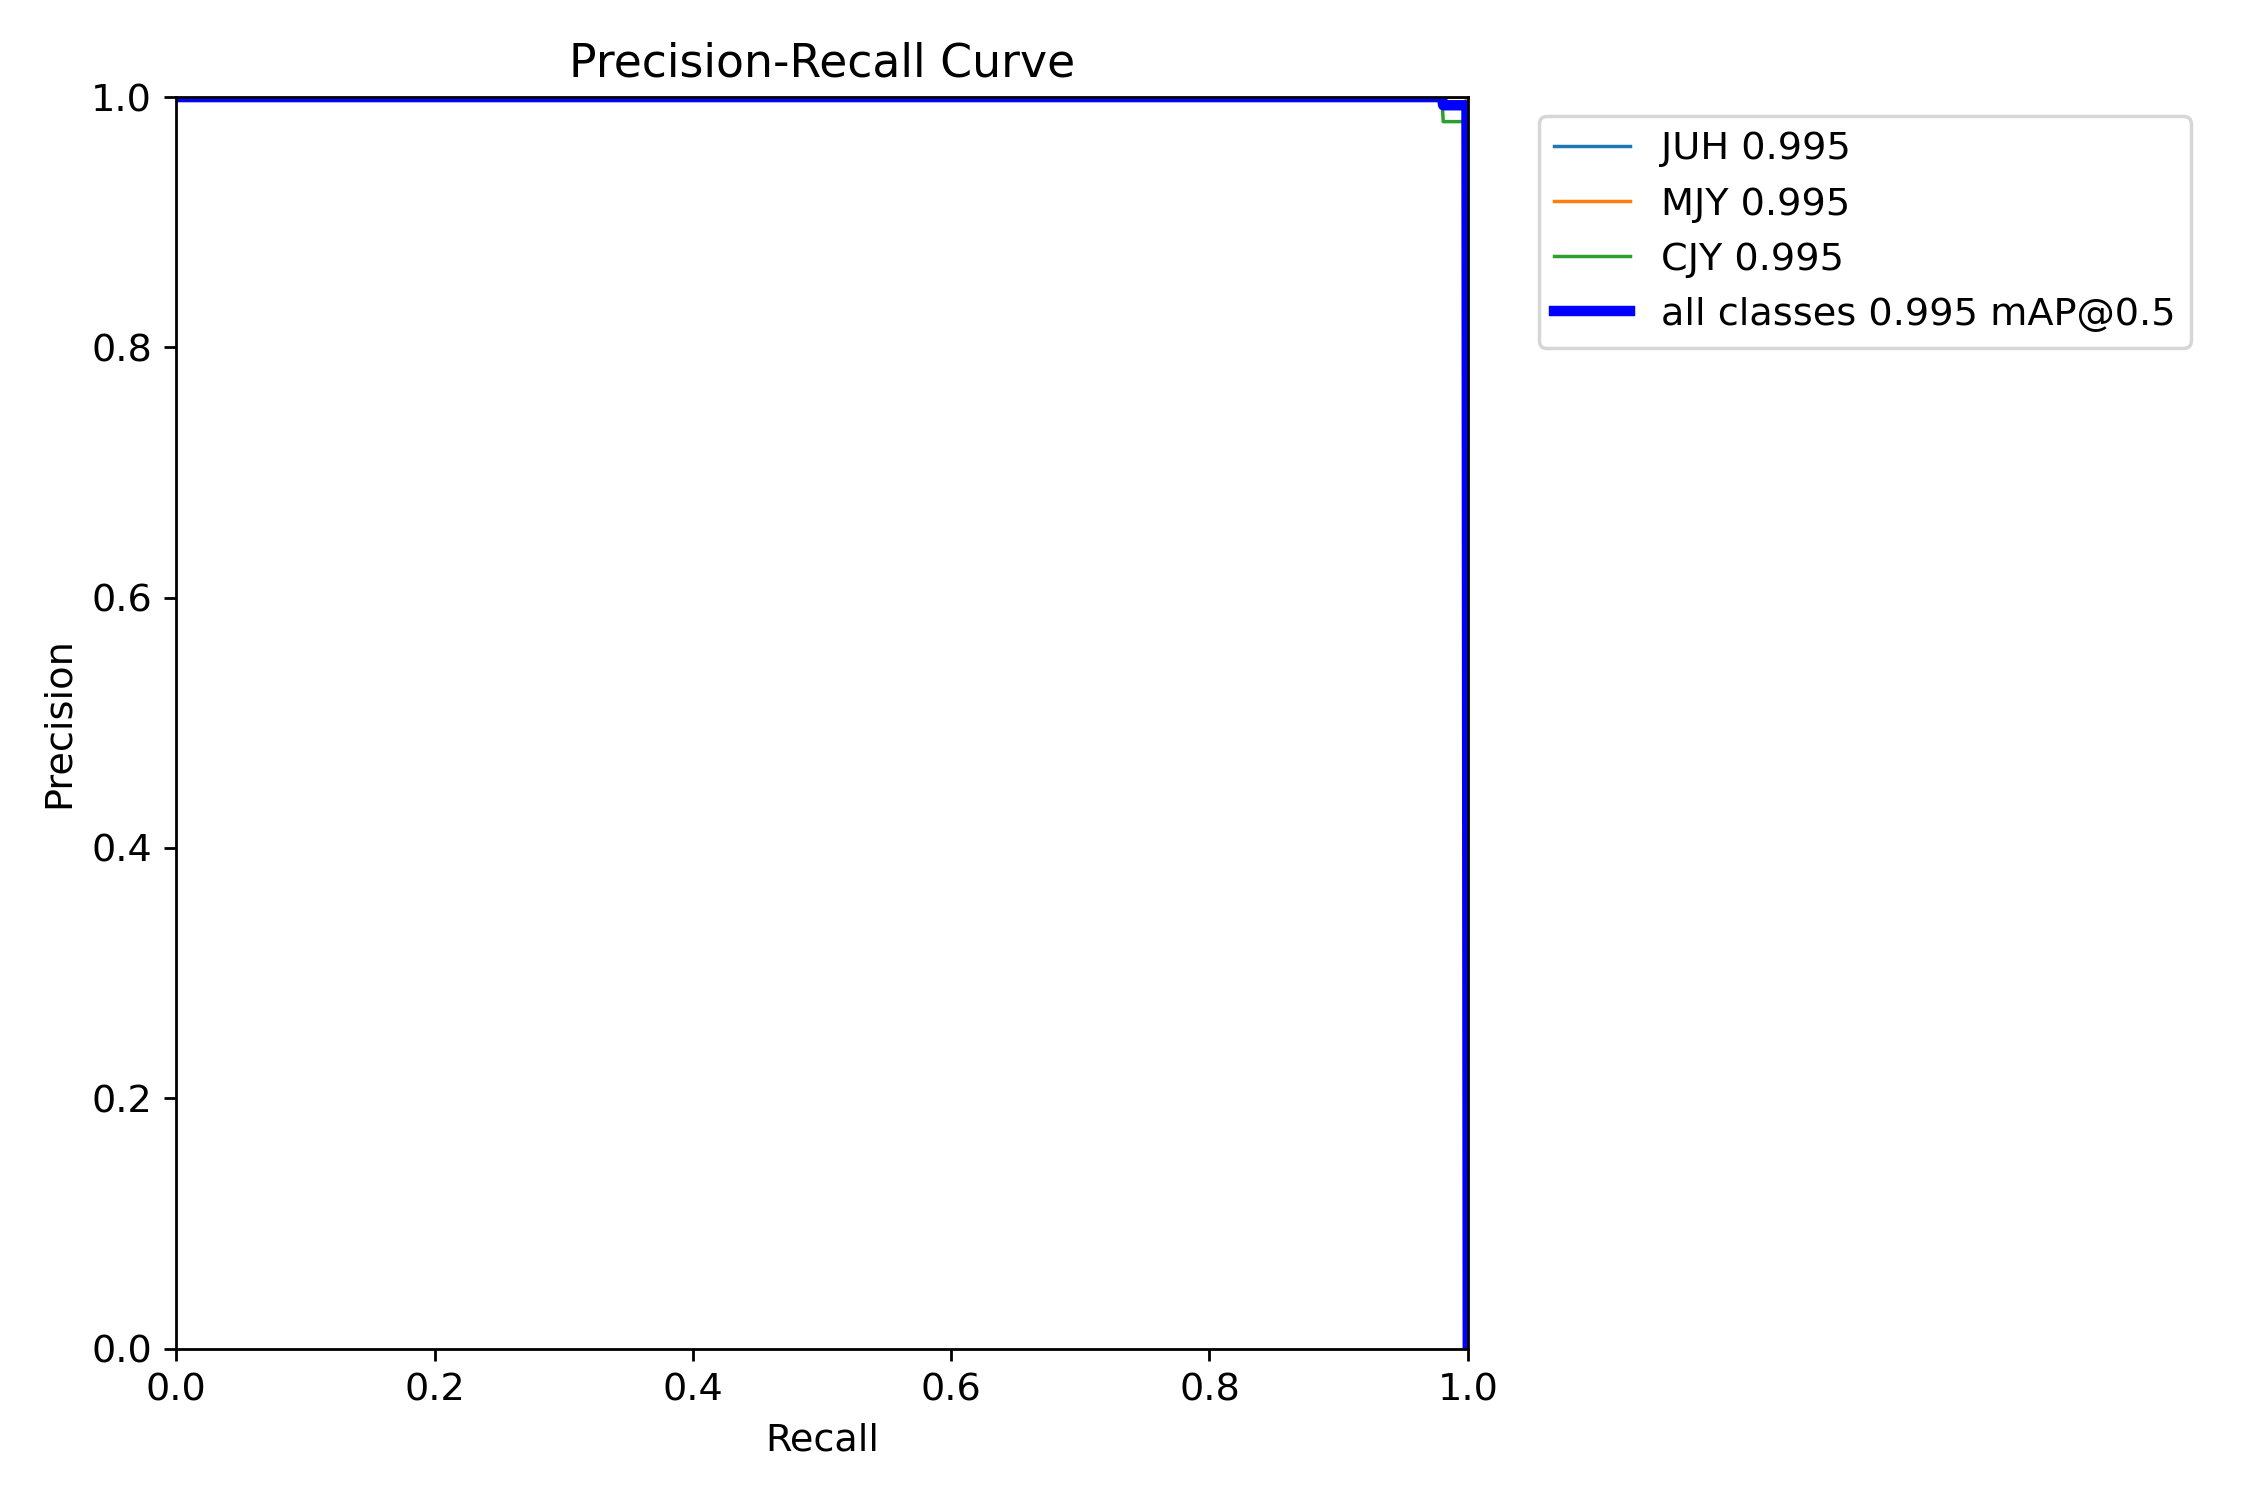 Precision-Recall Curve
1.0
0.8
0.6
0.4
0.2
0.0
Precision
0.0 0.2 0.4 0.6 0.8 1.0
Recall
JUH 0.995
MJY 0.995
CJY 0.995
all classes 0.995 mAP@0.5